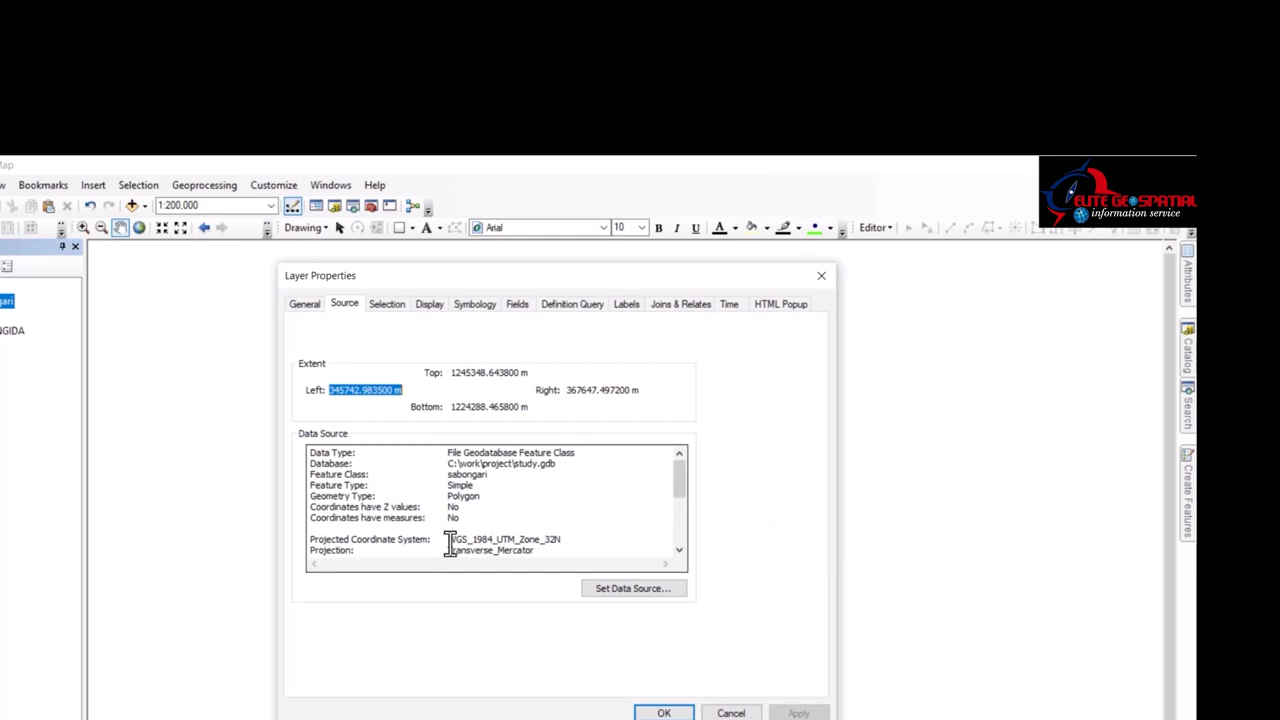 Map
ELITE GEOSPATIAL
information service
Bookmarks Insert Selection Geoprocessing Customize Windows Help
1:200,000
Drawing Arial 10 B I U A Editor
Layer Properties
General Source Selection Display Symbology Fields Definition Query Labels Joins & Relates Time HTML Popup
Attributes
Catalog
Search
Create Features
Extent
Top: 1245348.643800 m
Left: 345742.983500 m Right: 367647.497200 m
Bottom: 1224288.465800 m
Data Source
Data Type: File Geodatabase Feature Class
Database: C:\work\project\study.gdb
Feature Class: sabongari
Feature Type: Simple
Geometry Type: Polygon
Coordinates have Z values: No
Coordinates have measures: No
Projected Coordinate System: WGS_1984_UTM_Zone_32N
Projection: Transverse_Mercator
Set Data Source...
OK Cancel Apply
gari
NGIDA